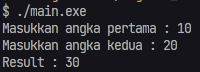 $ ./main.exe
Masukkan angka pertama : 10
Masukkan angka kedua : 20
Result : 30